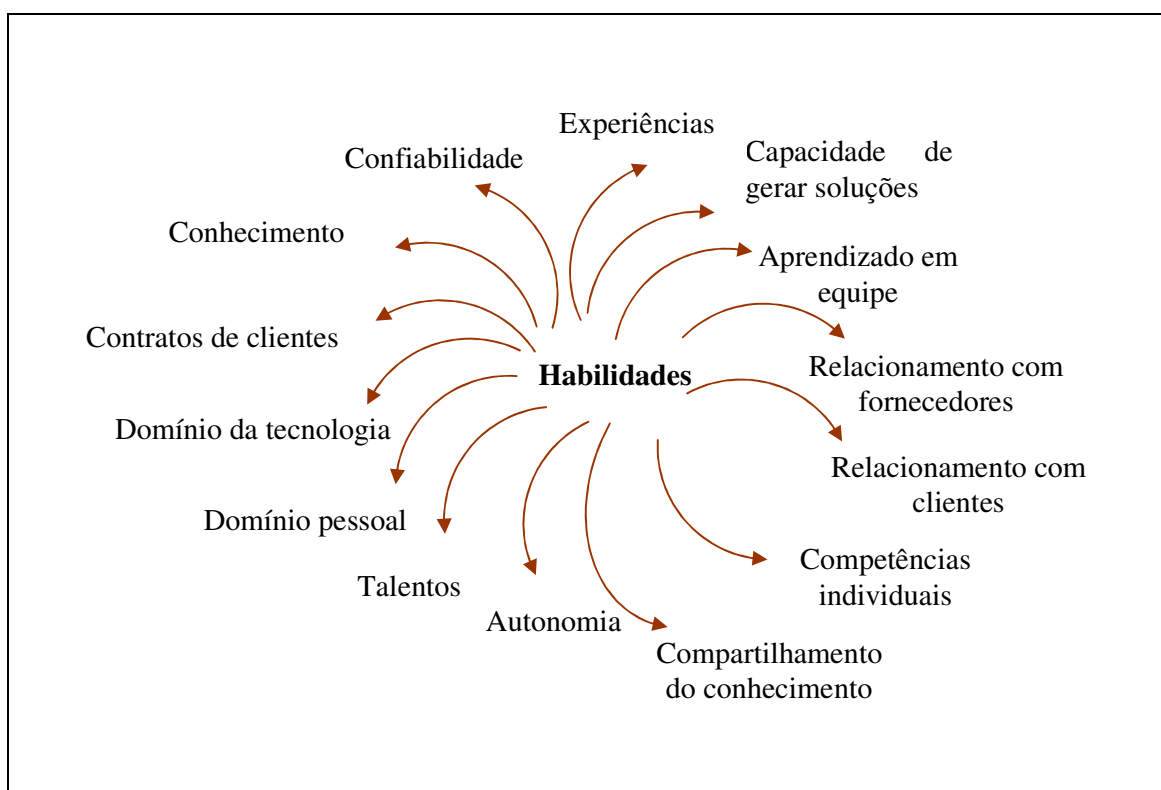 Experiências
Confiabilidade
Capacidade de
gerar soluções
Conhecimento
Aprendizado em
equipe
Contratos de clientes
Habilidades
Relacionamento com
fornecedores
Domínio da tecnologia
Relacionamento com
clientes
Domínio pessoal
Competências
individuais
Talentos
Autonomia
Compartilhamento
do conhecimento